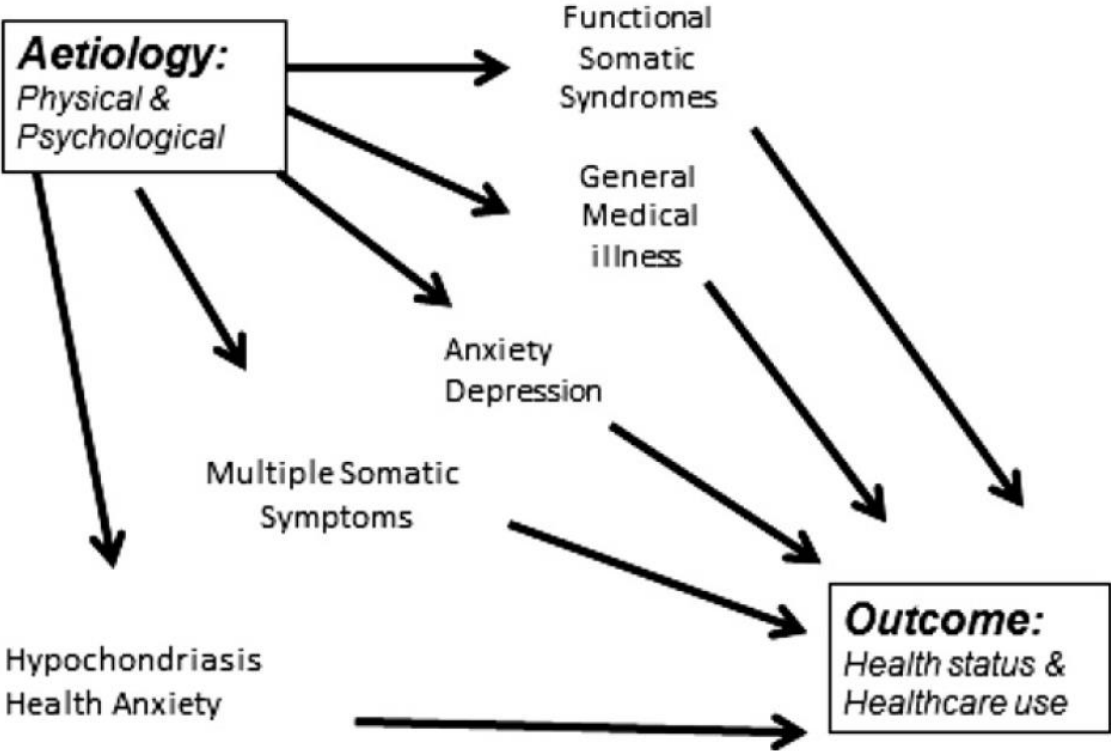 Aetiology:
Physical &
Psychological
Functional
Somatic
Syndromes
General
Medical
illness
Anxiety
Depression
Multiple Somatic
Symptoms
Hypochondriasis
Health Anxiety
Outcome:
Health status &
Healthcare use